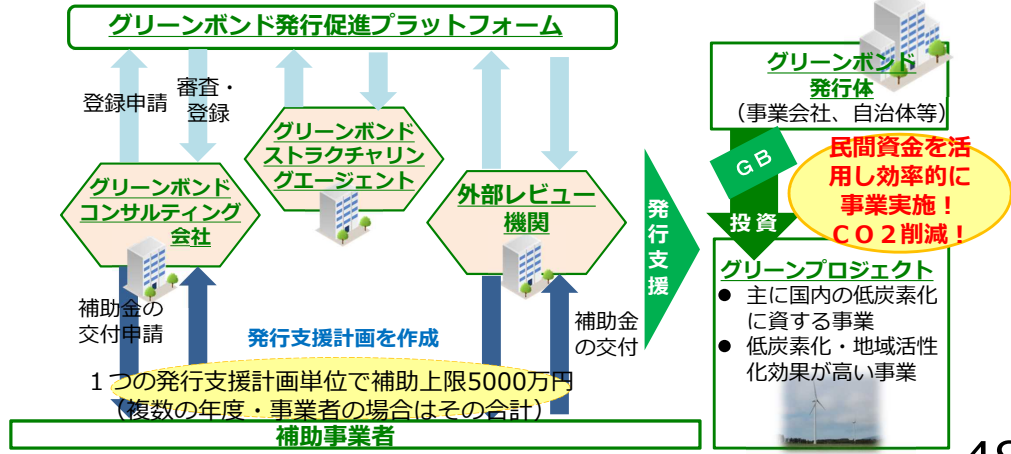 グリーンボンド発行促進プラットフォーム
登録申請
審査・
登録
グリーンボンド
コンサルティング
会社
グリーンボンド
ストラクチャリン
グエージェント
外部レビュー
機関
補助金の
交付申請
発行支援計画を作成
補助金
の交付
１つの発行支援計画単位で補助上限5000万円
（複数の年度・事業者の場合はその合計）
補助事業者
発行支援
グリーンボンド
発行体
（事業会社、自治体等）
ＧＢ
投資
民間資金を活
用し効率的に
事業実施！
ＣＯ２削減！
グリーンプロジェクト
● 主に国内の低炭素化
に資する事業
● 低炭素化・地域活性
化効果が高い事業